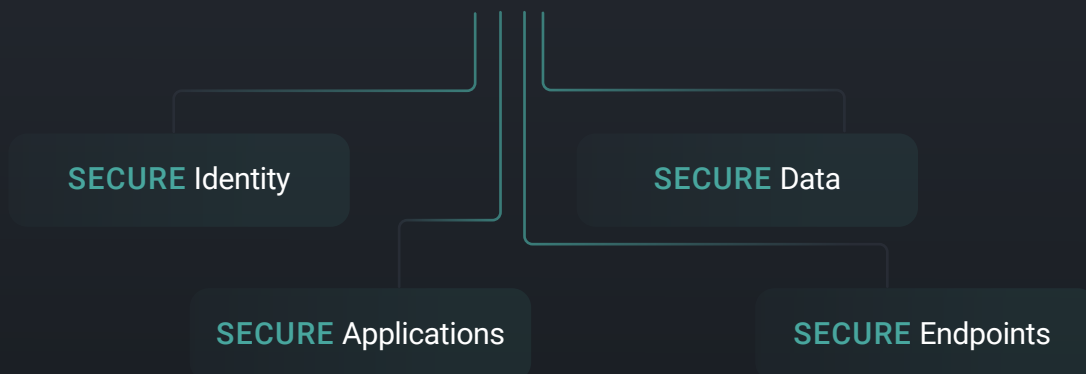 SECURE Identity
SECURE Data
SECURE Applications
SECURE Endpoints